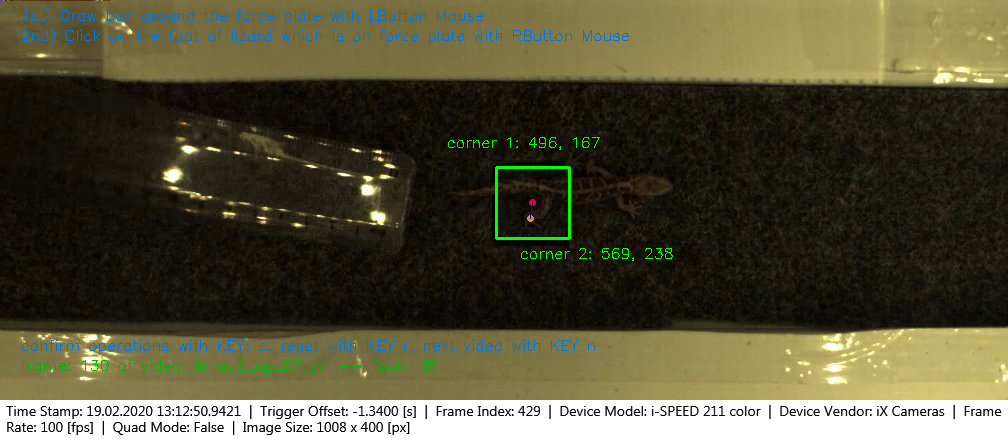 1st) Draw box around the force plate with LButton Mouse
2nd) Click on the foot of lizard which is on force plate with RButton Mouse
corner 1: 496, 167
corner 2: 569, 238
confirm operations with KEY: c, reset with KEY r, next video with KEY n
frame: 130 of video:
Time Stamp: 19.02.2020 13:12:50.9421 | Trigger Offset: -1.3400 [s] | Frame Index: 429 | Device Model: i-SPEED 211 color | Device Vendor: iX Cameras | Frame
Rate: 100 [fps] | Quad Mode: False | Image Size: 1008 x 400 [px]